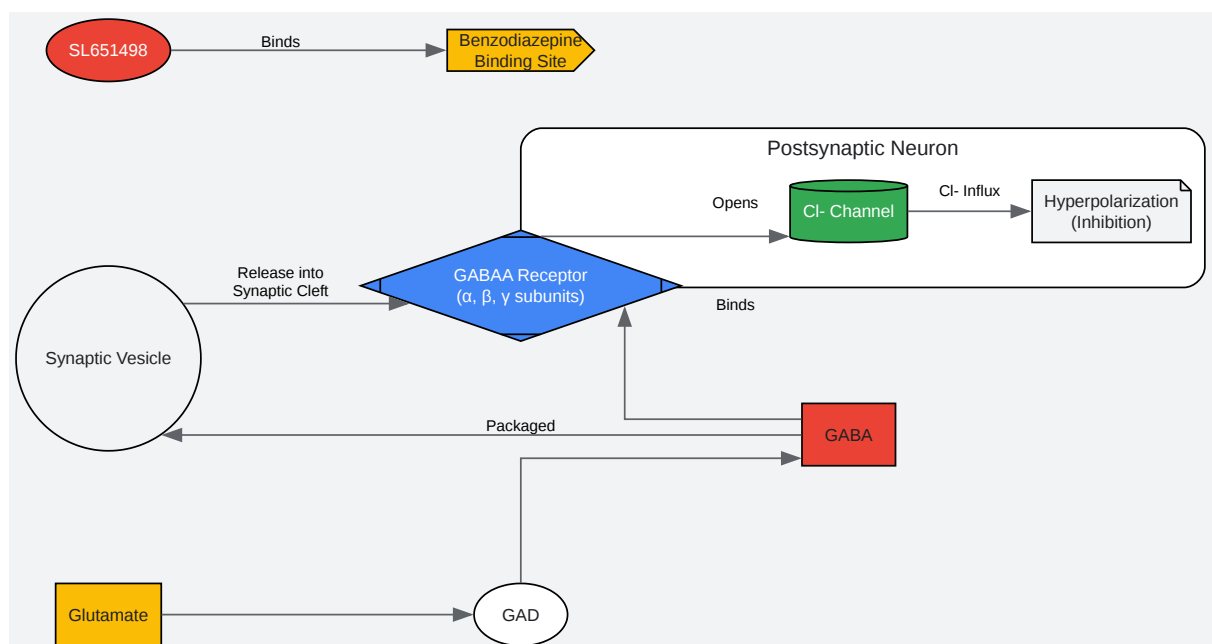 SL651498
Binds
Benzodiazepine
Binding Site
Postsynaptic Neuron
Opens
Cl- Channel
Cl- Influx
Hyperpolarization
(Inhibition)
Release into
Synaptic Cleft
GABAA Receptor
(α, β, γ subunits)
Binds
Synaptic Vesicle
Packaged
GABA
Glutamate
GAD